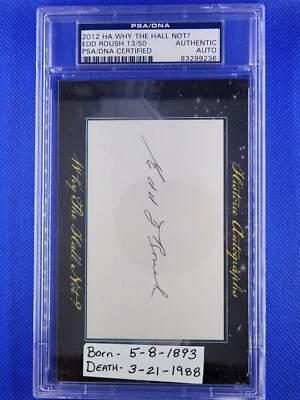 PSA/DNA
2012 HA WHY THE HALL NOT?
EDD ROUSH 13/50
PSA/DNA CERTIFIED
AUTHENTIC
AUTO
83299236
Why The Hall Not?
Edd J Roush
Historic Autographs
Born- 5-8-1893
Death- 3-21-1988